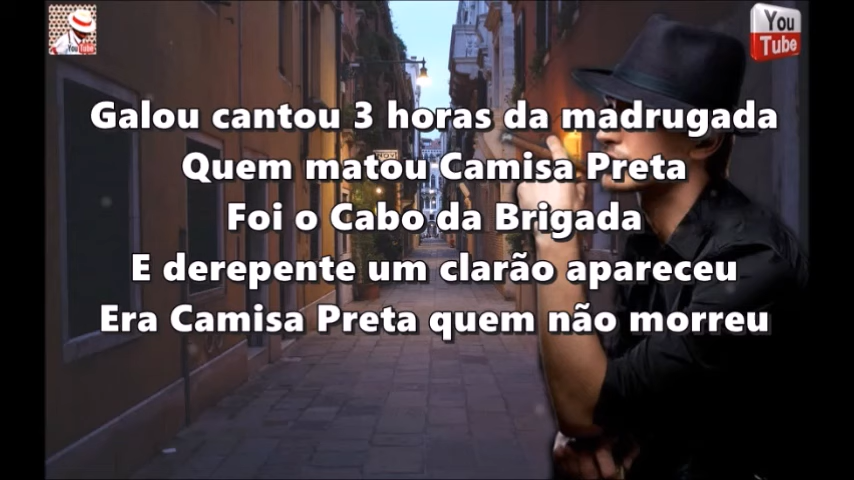 You Tube
You
Tube
Galou cantou 3 horas da madrugada
Quem matou Camisa Preta
Foi o Cabo da Brigada
E derepente um clarão apareceu
Era Camisa Preta quem não morreu